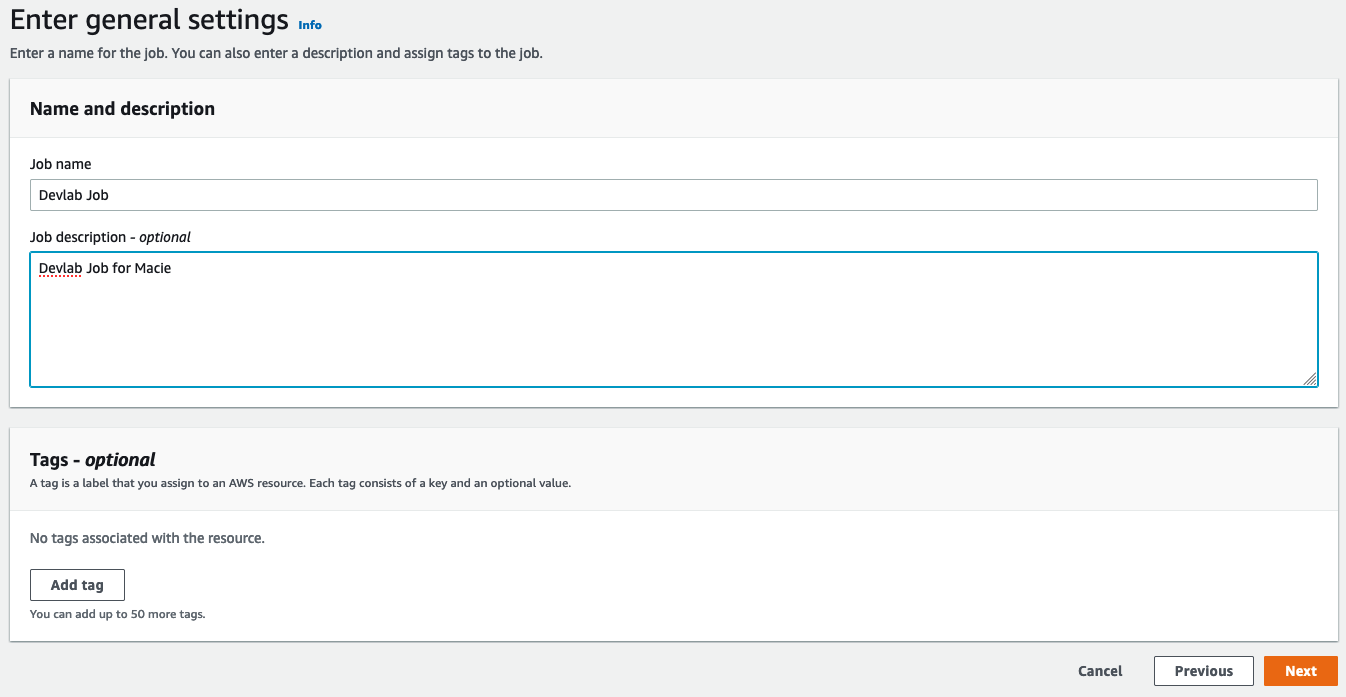 Enter general settings Info
Enter a name for the job. You can also enter a description and assign tags to the job.
Name and description
Job name
Devlab Job
Job description - optional
Devlab Job for Macie
Tags - optional
A tag is a label that you assign to an AWS resource. Each tag consists of a key and an optional value.
No tags associated with the resource.
Add tag
You can add up to 50 more tags.
Cancel Previous Next